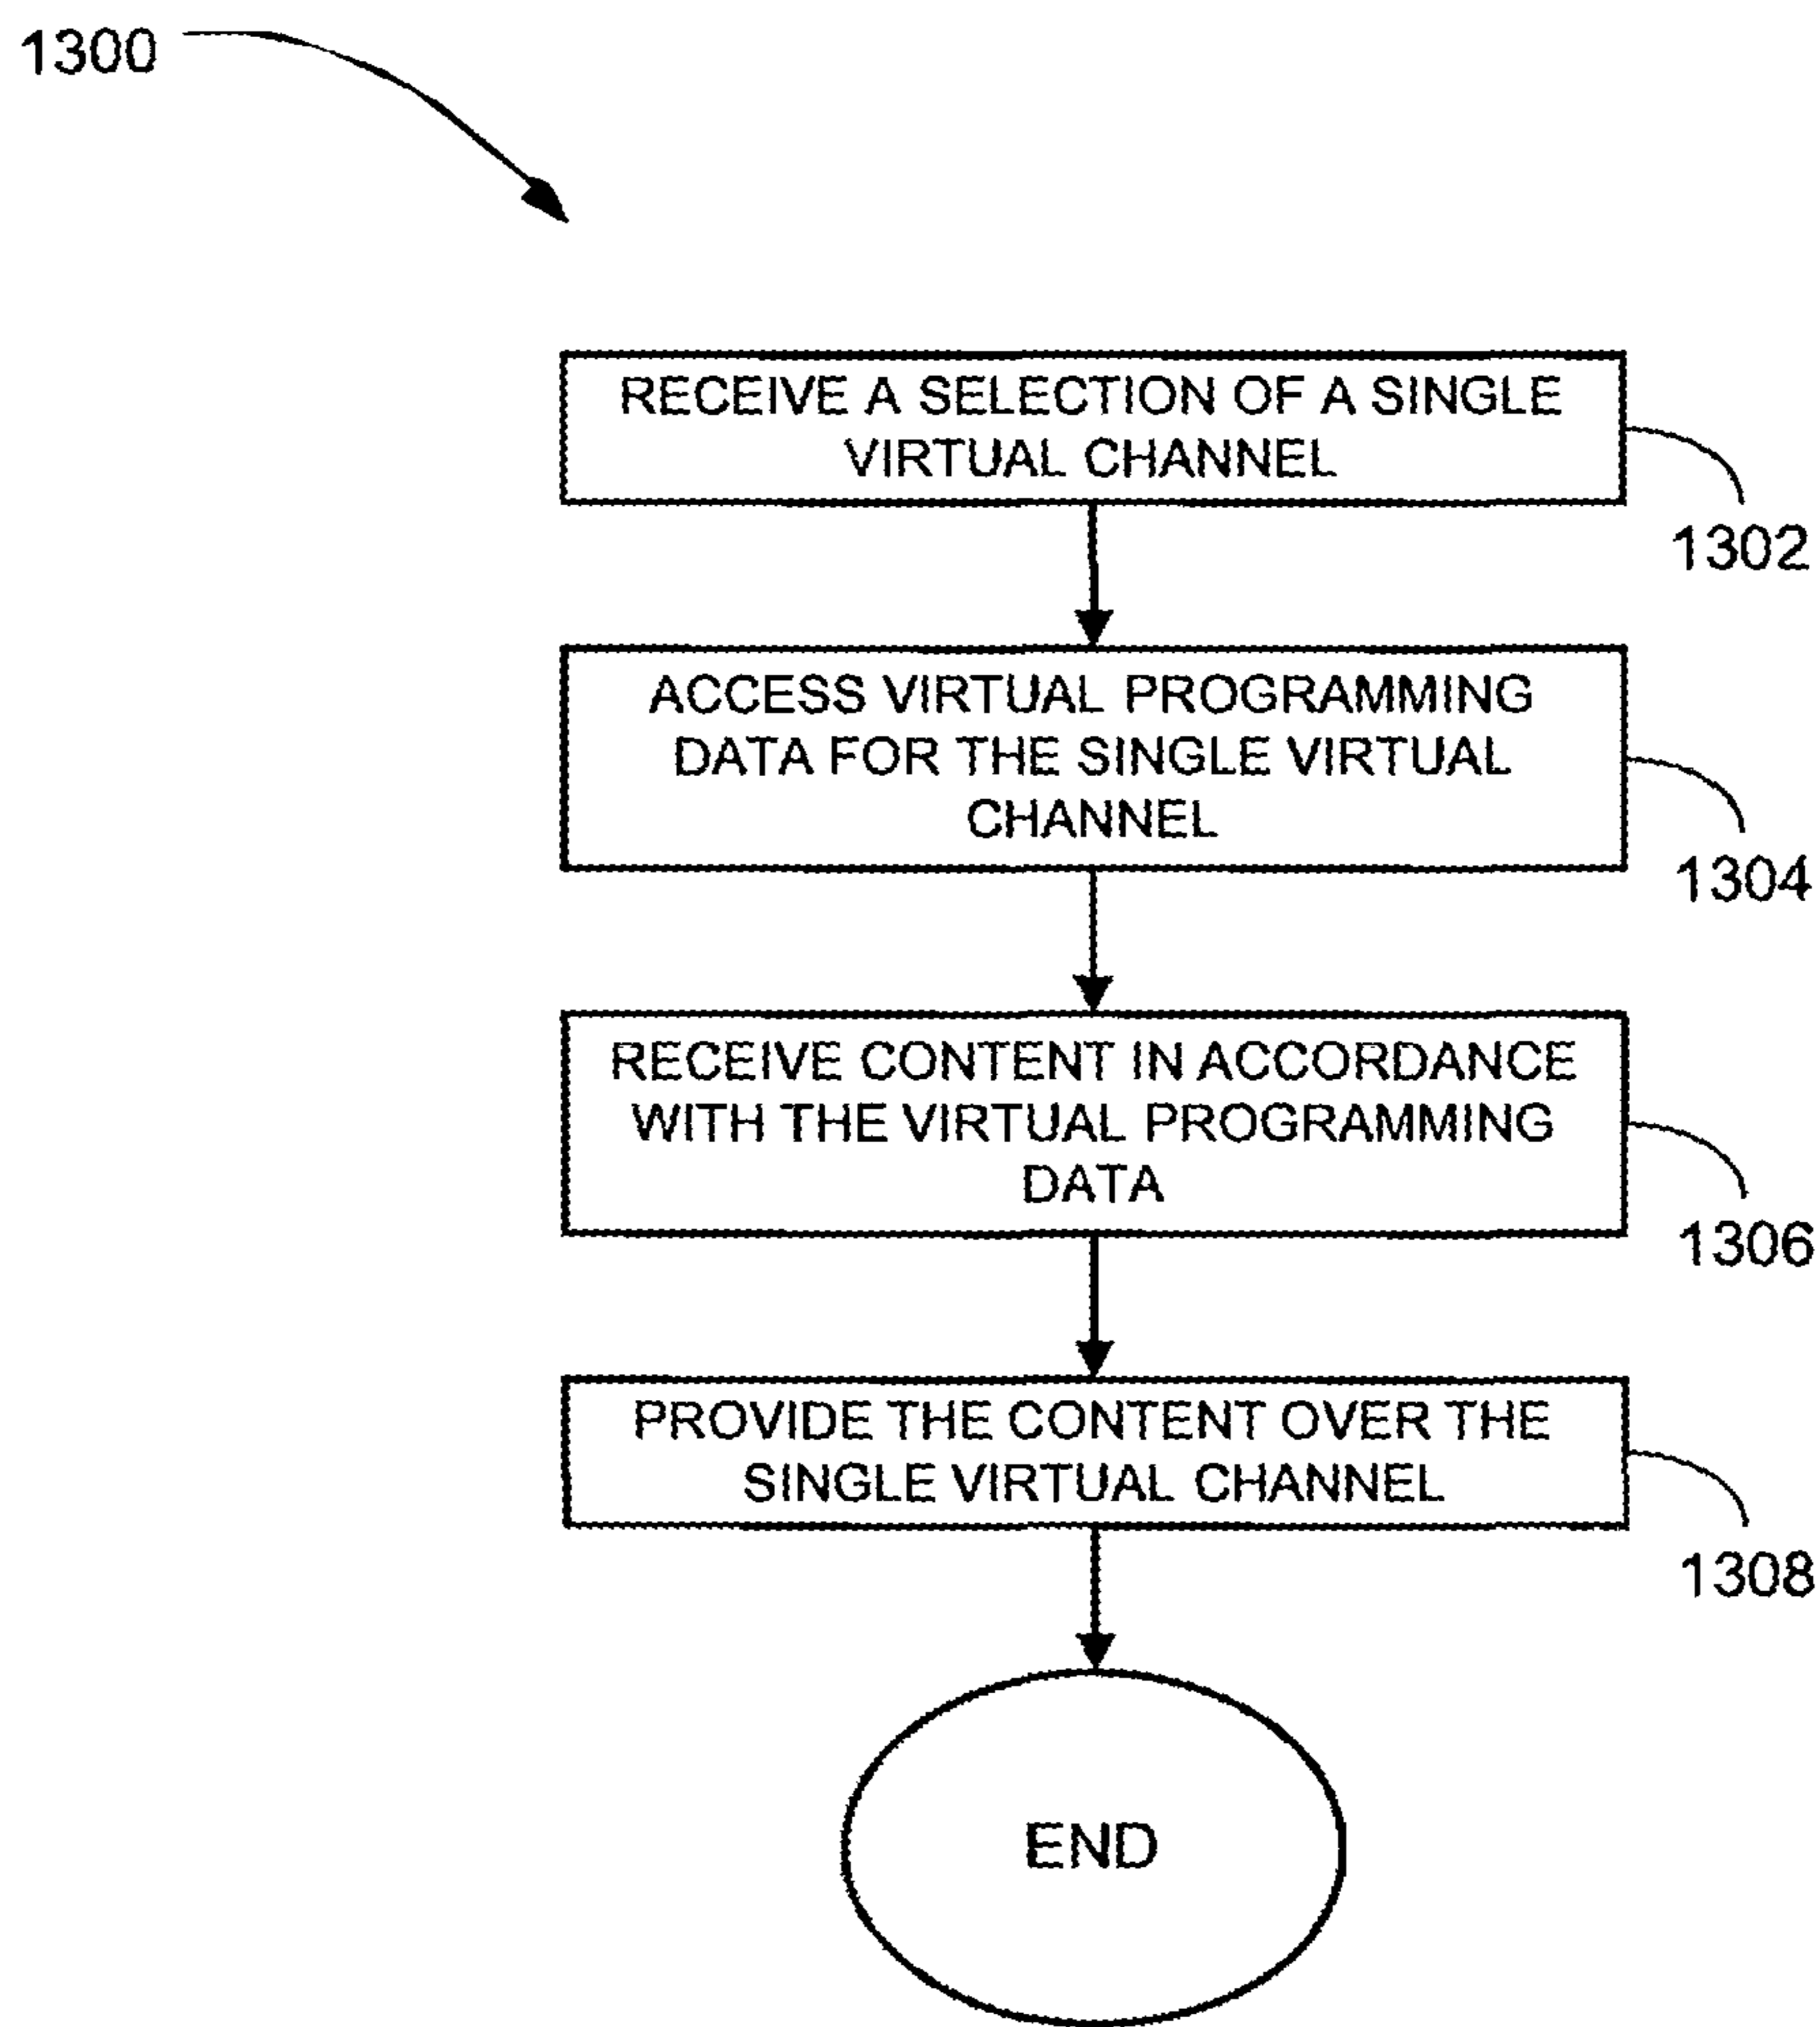 1300
RECEIVE A SELECTION OF A SINGLE
VIRTUAL CHANNEL
1302
ACCESS VIRTUAL PROGRAMMING
DATA FOR THE SINGLE VIRTUAL
CHANNEL
1304
RECEIVE CONTENT IN ACCORDANCE
WITH THE VIRTUAL PROGRAMMING
DATA
1306
PROVIDE THE CONTENT OVER THE
SINGLE VIRTUAL CHANNEL
1308
END